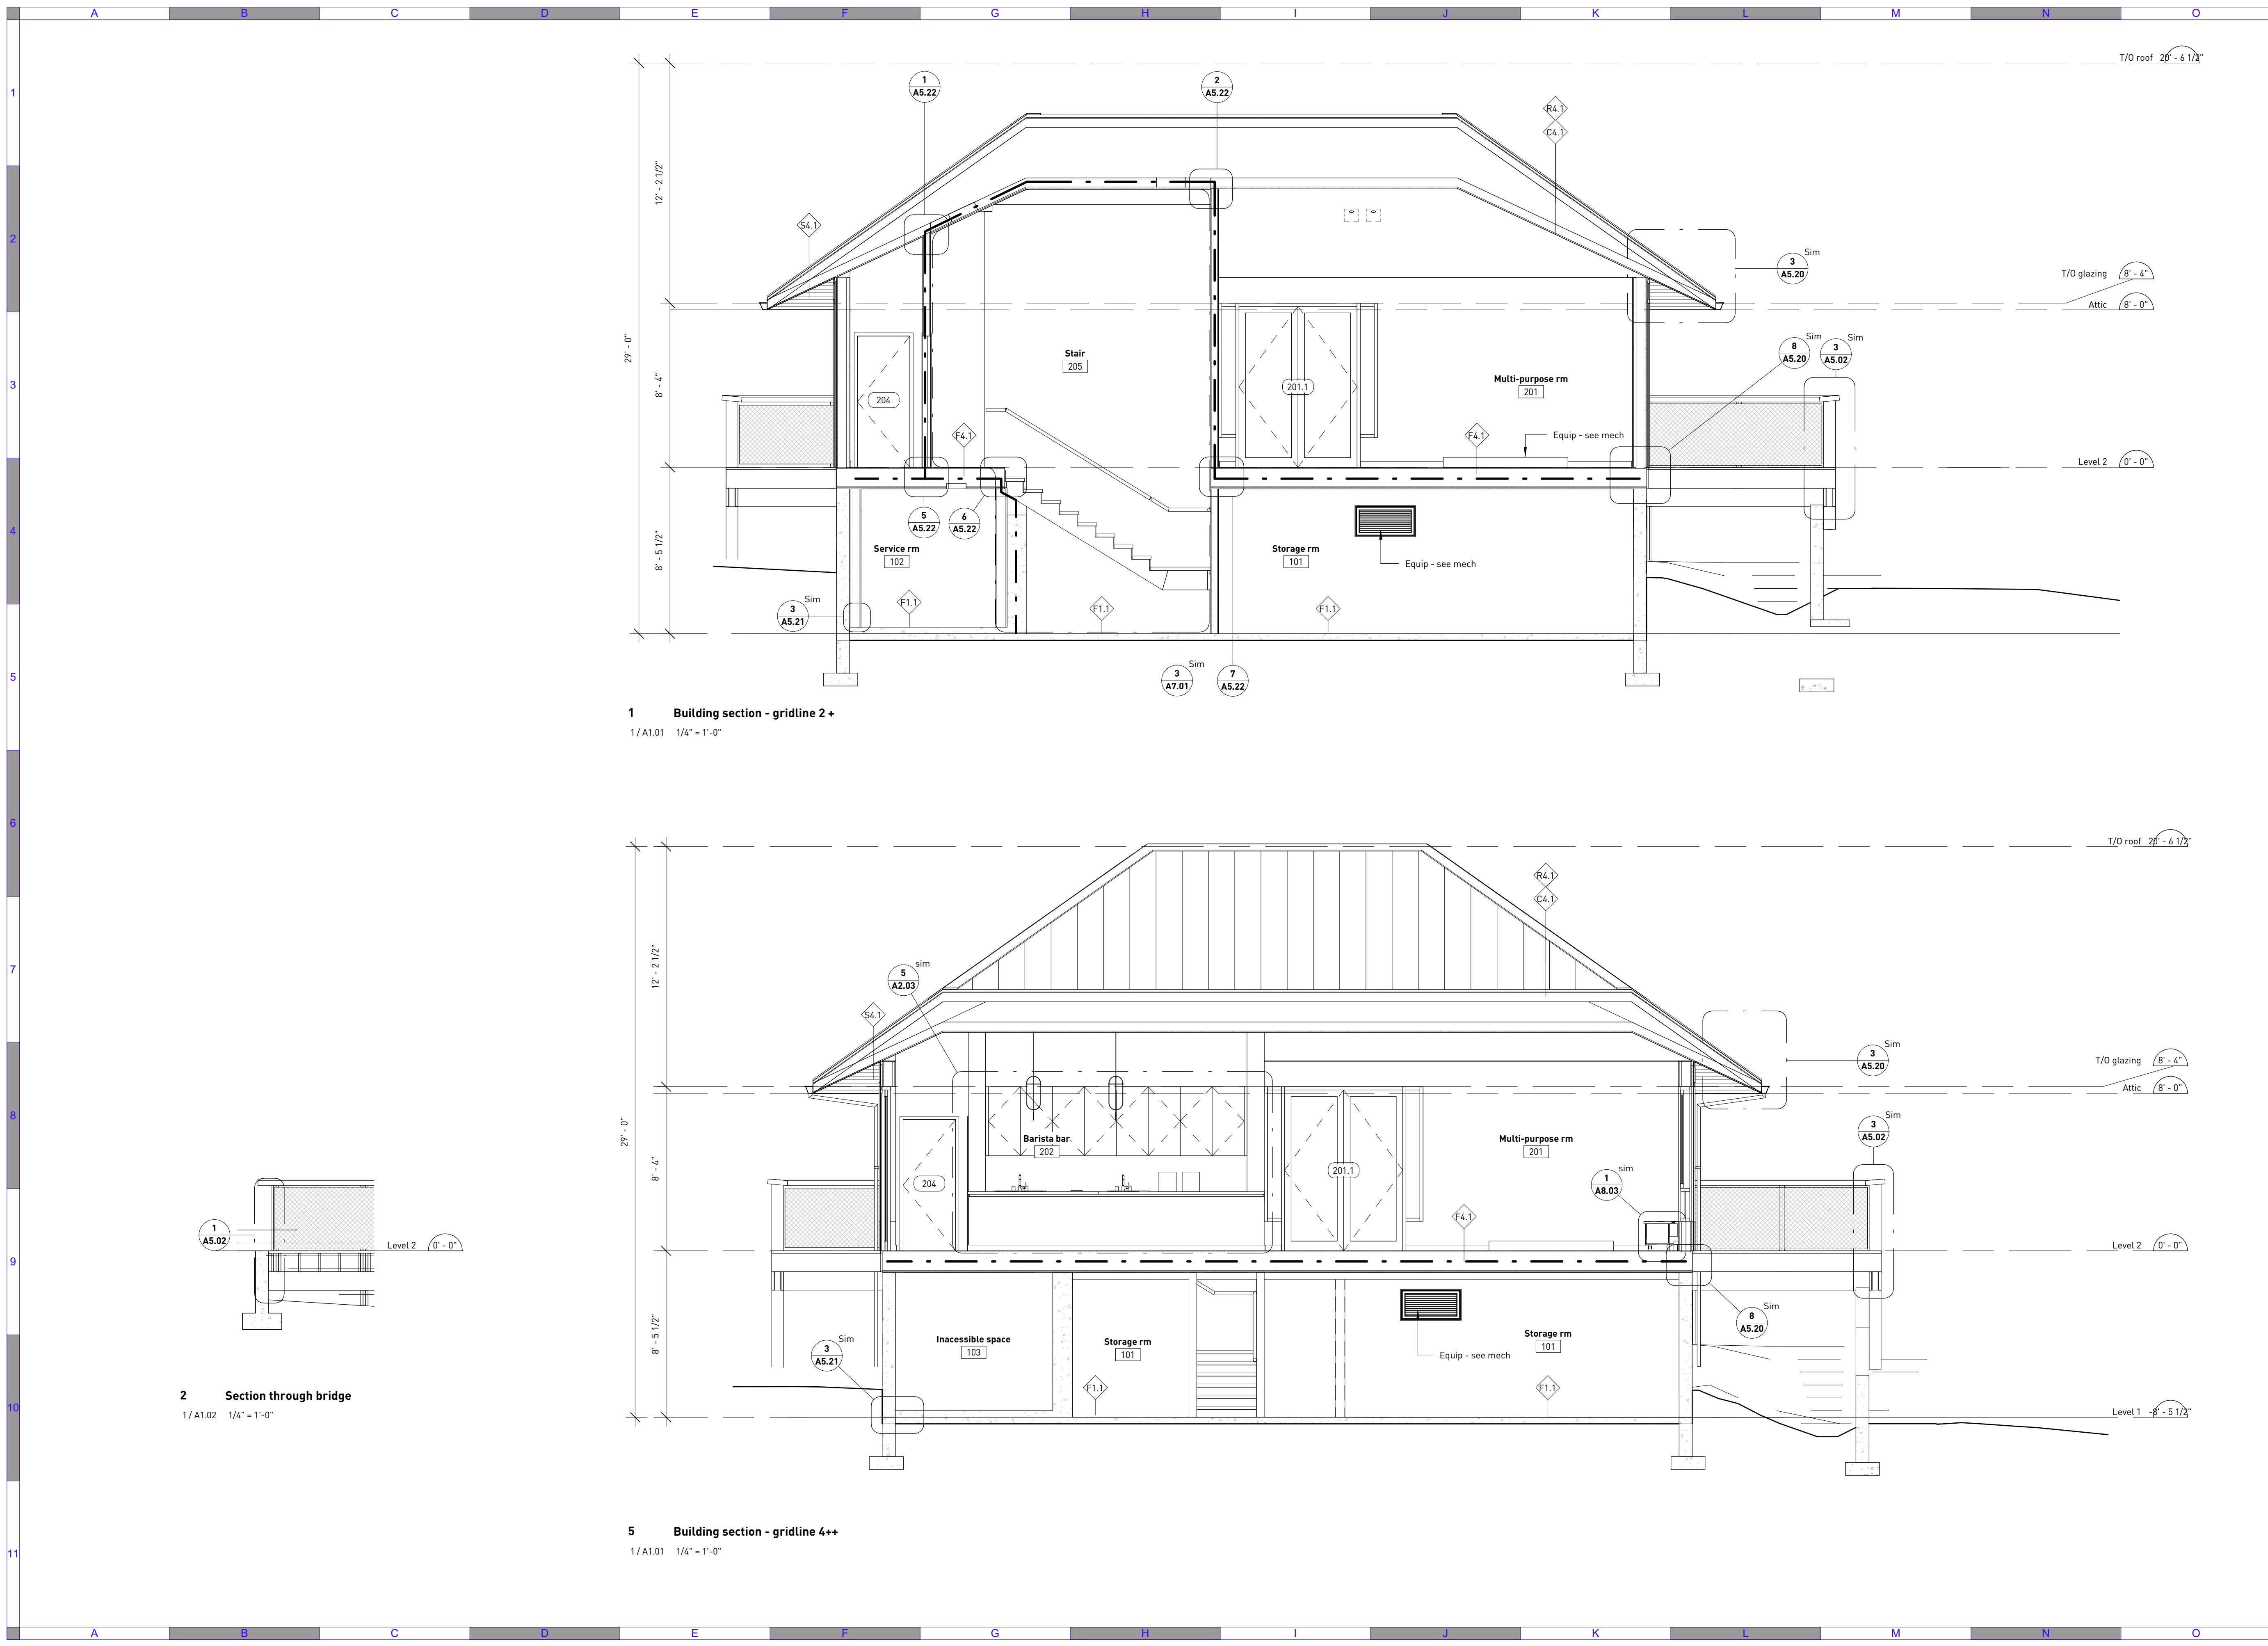 A B C D E F G H I J K L M N O
1
2
3
4
5
6
7
8
9
10
11
T/O roof 20' - 6 1/2"
1
A5.22
2
A5.22
R4.1
C4.1
12' - 2 1/2"
S4.1
Sim
3
A5.20
T/O glazing 8' - 4"
Attic 8' - 0"
29' - 0"
Stair
205
8' - 4"
204
201.1
Multi-purpose rm
201
Sim
8
A5.20
Sim
3
A5.02
F4.1
F4.1
Equip - see mech
Level 2 0' - 0"
5
A5.22
6
A5.22
8' - 5 1/2"
Service rm
102
Storage rm
101
Equip - see mech
Sim
3
A5.21
F1.1
F1.1
F1.1
Sim
3
A7.01
7
A5.22
1 Building section - gridline 2 +
1 / A1.01 1/4" = 1'-0"
T/O roof 20' - 6 1/2"
R4.1
C4.1
12' - 2 1/2"
sim
5
A2.03
S4.1
Sim
3
A5.20
T/O glazing 8' - 4"
Attic 8' - 0"
29' - 0"
8' - 4"
Barista bar
202
204
201.1
Multi-purpose rm
201
Sim
3
A5.02
sim
1
A8.03
F4.1
Level 2 0' - 0"
1
A5.02
Level 2 0' - 0"
8' - 5 1/2"
Sim
3
A5.21
Inacessible space
103
Storage rm
101
Storage rm
101
Equip - see mech
Sim
8
A5.20
F1.1
F1.1
Level 1 -8' - 5 1/2"
2 Section through bridge
1 / A1.02 1/4" = 1'-0"
5 Building section - gridline 4++
1 / A1.01 1/4" = 1'-0"
A B C D E F G H I J K L M N O